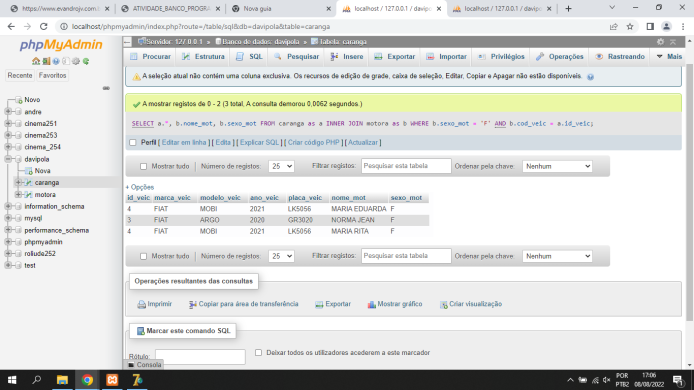 https://www.evandrojv.com.b
ATIVIDADE_BANCO_PROGRA
Nova guia
localhost / 127.0.0.1 / davipola
localhost / 127.0.0.1 / davipola
localhost/phpmyadmin/index.php?route=/table/sql&db=davipola&table=caranga
phpMyAdmin
Recente Favoritos
Novo
andre
cinema251
cinema253
cinema_254
davipola
Nova
caranga
motora
information_schema
mysql
performance_schema
phpmyadmin
rollude252
test
Servidor: 127.0.0.1 » Banco de dados: davipola » Tabela: caranga
Procurar Estrutura SQL Pesquisar Insere Exportar Importar Privilégios Operações Rastreando Mais
A seleção atual não contém uma coluna exclusiva. Os recursos de edição de grade, caixa de seleção, Editar, Copiar e Apagar não estão disponíveis.
A mostrar registos de 0 - 2 (3 total, A consulta demorou 0,0062 segundos.)
SELECT a.*, b.nome_mot, b.sexo_mot FROM caranga as a INNER JOIN motora as b WHERE b.sexo_mot = 'F' AND b.cod_veic = a.id_veic;
Perfil [ Editar em linha ] [ Edita ] [ Explicar SQL ] [ Criar código PHP ] [ Actualizar ]
Mostrar tudo Número de registos: 25 Filtrar registos: Pesquisar esta tabela Ordenar pela chave: Nenhum
+ Opções
id_veic marca_veic modelo_veic ano_veic placa_veic nome_mot sexo_mot
4 FIAT MOBI 2021 LK5056 MARIA EDUARDA F
3 FIAT ARGO 2020 GR3020 NORMA JEAN F
4 FIAT MOBI 2021 LK5056 MARIA RITA F
Mostrar tudo Número de registos: 25 Filtrar registos: Pesquisar esta tabela Ordenar pela chave: Nenhum
Operações resultantes das consultas
Imprimir Copiar para área de transferência Exportar Mostrar gráfico Criar visualização
Marcar este comando SQL
Rótulo: Deixar todos os utilizadores acederem a este marcador
Consola
POR
PTB2
17:06
08/08/2022